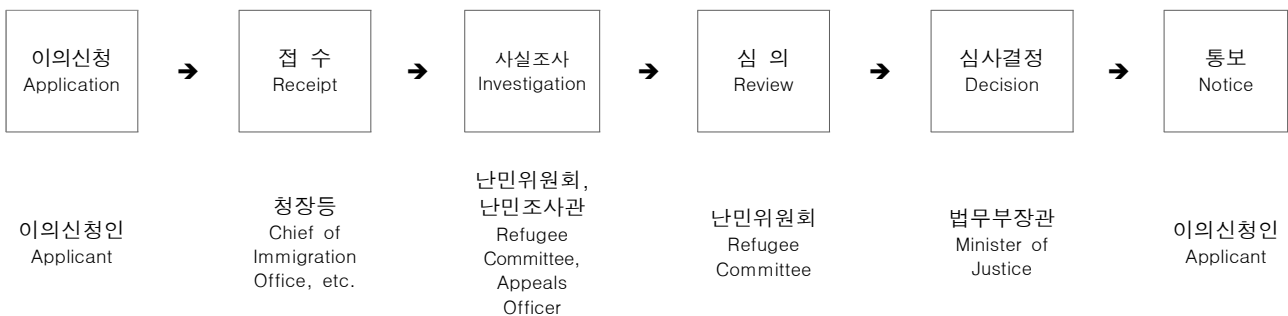 이의신청
Application
➔
접 수
Receipt
➔
사실조사
Investigation
➔
심 의
Review
➔
심사결정
Decision
➔
통보
Notice
이의신청인
Applicant
청장등
Chief of
Immigration
Office, etc.
난민위원회,
난민조사관
Refugee
Committee,
Appeals
Officer
난민위원회
Refugee
Committee
법무부장관
Minister of
Justice
이의신청인
Applicant